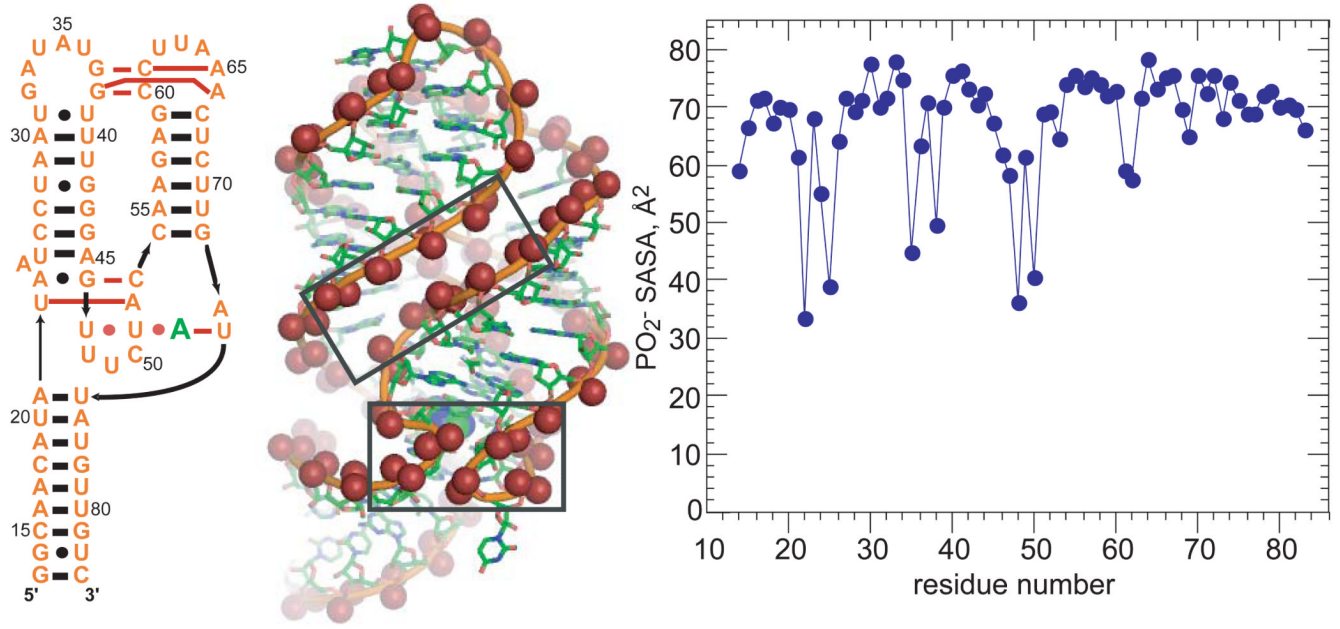 35
U A U U U A
A G C A 65
G G C A
60
U U G C
30 A U 40 A U
A U G C
U G A U 70
C G 55 A U
C G C G
A U A 45
A G C
U A A
U U A U
U U C 50
A U
20 U A
A U
C G
A U
A U 80
15 C G
G U
G C
5' 3'
PO₂⁻ SASA, Å²
80
70
60
50
40
30
20
10
0
10 20 30 40 50 60 70 80
residue number